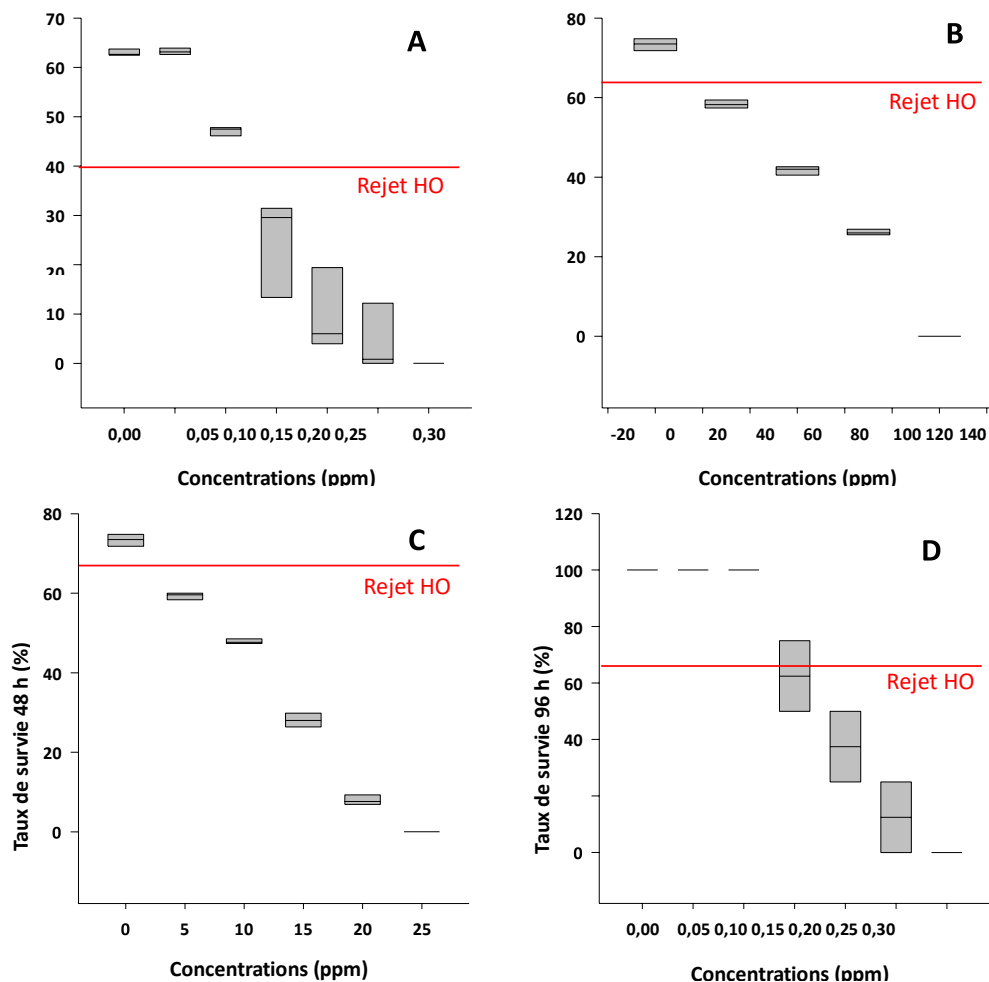 A
70
60
50
40
30
20
10
0
Rejet HO
0,00 0,05 0,10 0,15 0,20 0,25 0,30
Concentrations (ppm)
B
80
60
40
20
0
Rejet HO
-20 0 20 40 60 80 100 120 140
Concentrations (ppm)
C
Taux de survie 48 h (%)
80
60
40
20
0
Rejet HO
0 5 10 15 20 25
Concentrations (ppm)
D
Taux de survie 96 h (%)
120
100
80
60
40
0
Rejet HO
0,00 0,05 0,10 0,15 0,20 0,25 0,30
Concentrations (ppm)